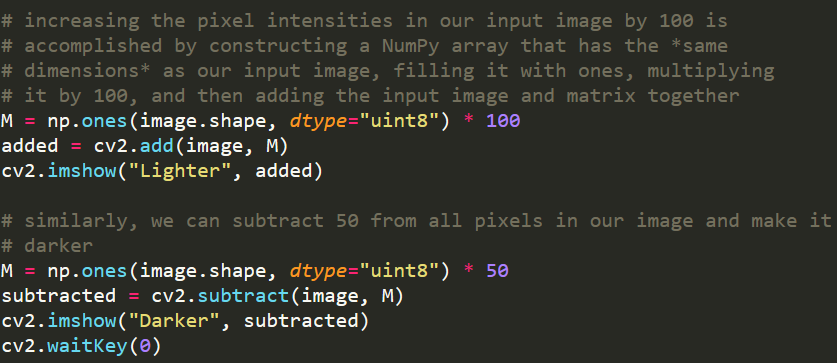 # increasing the pixel intensities in our input image by 100 is
# accomplished by constructing a NumPy array that has the *same
# dimensions* as our input image, filling it with ones, multiplying
# it by 100, and then adding the input image and matrix together
M = np.ones(image.shape, dtype="uint8") * 100
added = cv2.add(image, M)
cv2.imshow("Lighter", added)

# similarly, we can subtract 50 from all pixels in our image and make it
# darker
M = np.ones(image.shape, dtype="uint8") * 50
subtracted = cv2.subtract(image, M)
cv2.imshow("Darker", subtracted)
cv2.waitKey(0)